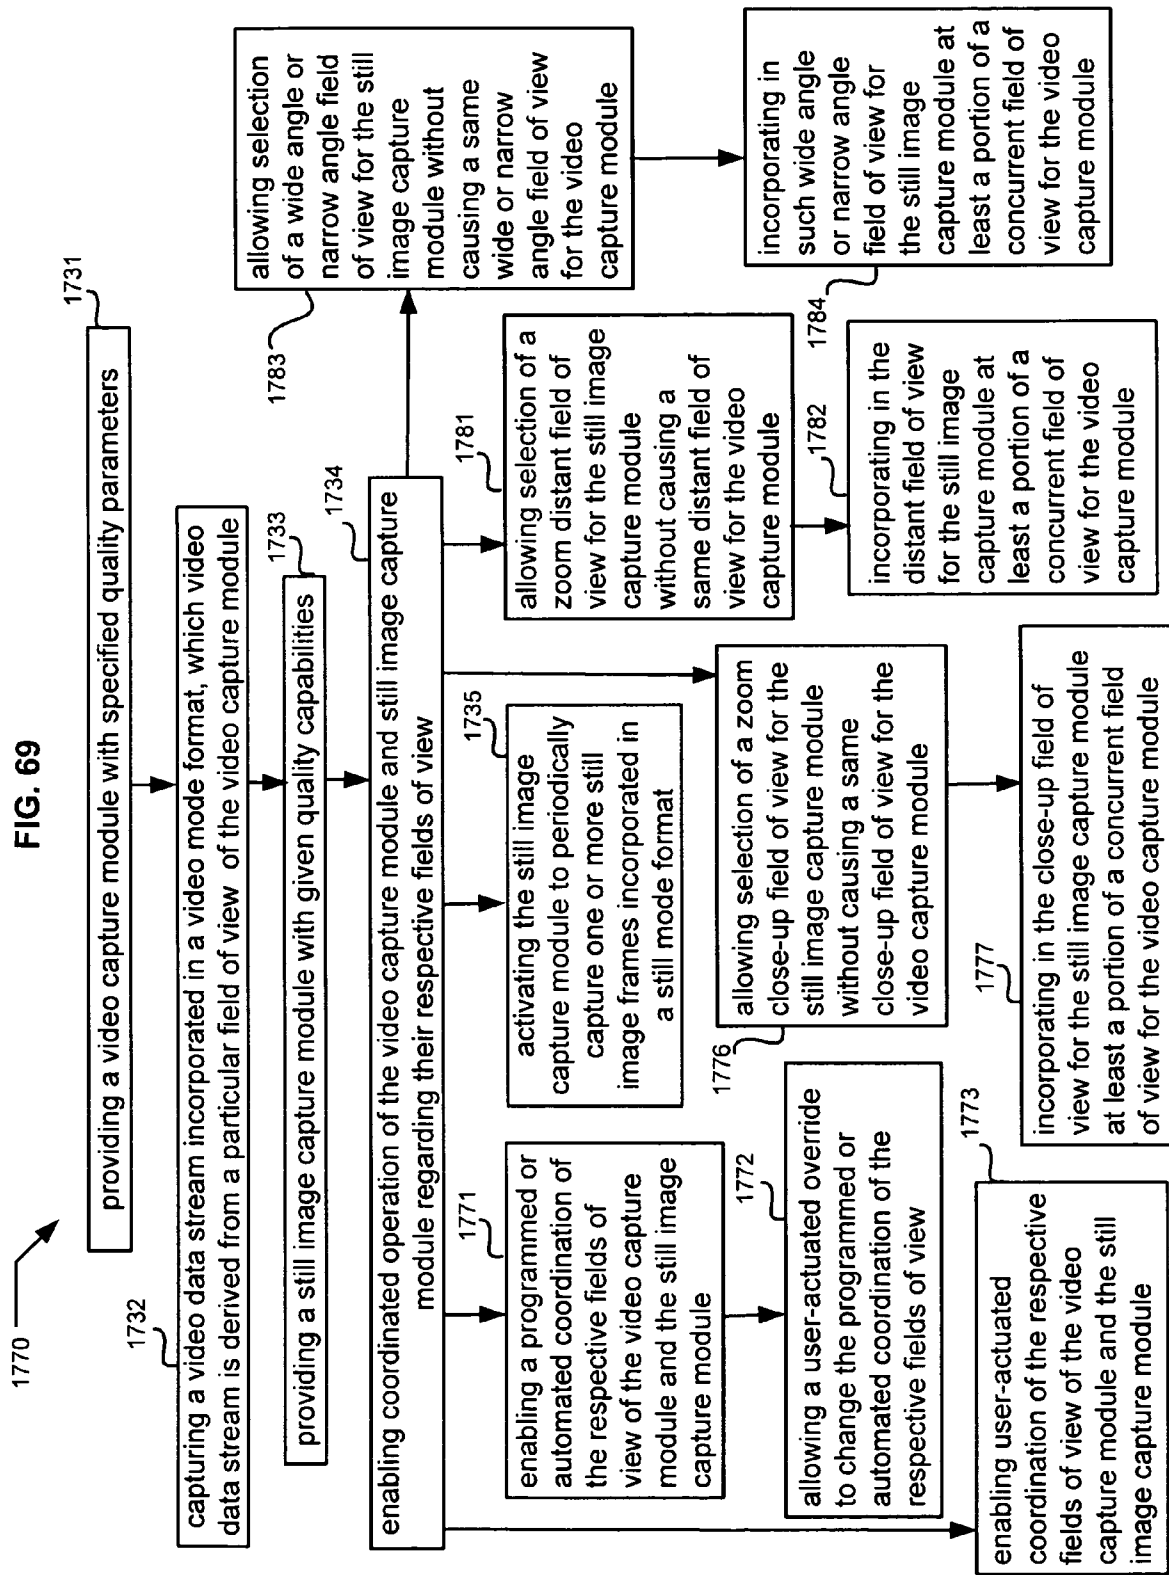 FIG. 69
1770
1731
providing a video capture module with specified quality parameters
1732
capturing a video data stream incorporated in a video mode format, which video
data stream is derived from a particular field of view of the video capture module
1733
providing a still image capture module with given quality capabilities
1734
enabling coordinated operation of the video capture module and still image capture
module regarding their respective fields of view
1771
enabling a programmed or
automated coordination of
the respective fields of
view of the video capture
module and the still image
capture module
1772
allowing a user-actuated override
to change the programmed or
automated coordination of the
respective fields of view
1773
enabling user-actuated
coordination of the respective
fields of view of the video
capture module and the still
image capture module
1735
activating the still image
capture module to periodically
capture one or more still
image frames incorporated in
a still mode format
1776
allowing selection of a zoom
close-up field of view for the
still image capture module
without causing a same
close-up field of view for the
video capture module
1777
incorporating in the close-up field of
view for the still image capture module
at least a portion of a concurrent field
of view for the video capture module
1781
allowing selection of a
zoom distant field of
view for the still image
capture module
without causing a
same distant field of
view for the video
capture module
1782
incorporating in the
distant field of view
for the still image
capture module at
least a portion of a
concurrent field of
view for the video
capture module
1783
allowing selection
of a wide angle or
narrow angle field
of view for the still
image capture
module without
causing a same
wide or narrow
angle field of view
for the video
capture module
1784
incorporating in
such wide angle
or narrow angle
field of view for
the still image
capture module at
least a portion of a
concurrent field of
view for the video
capture module